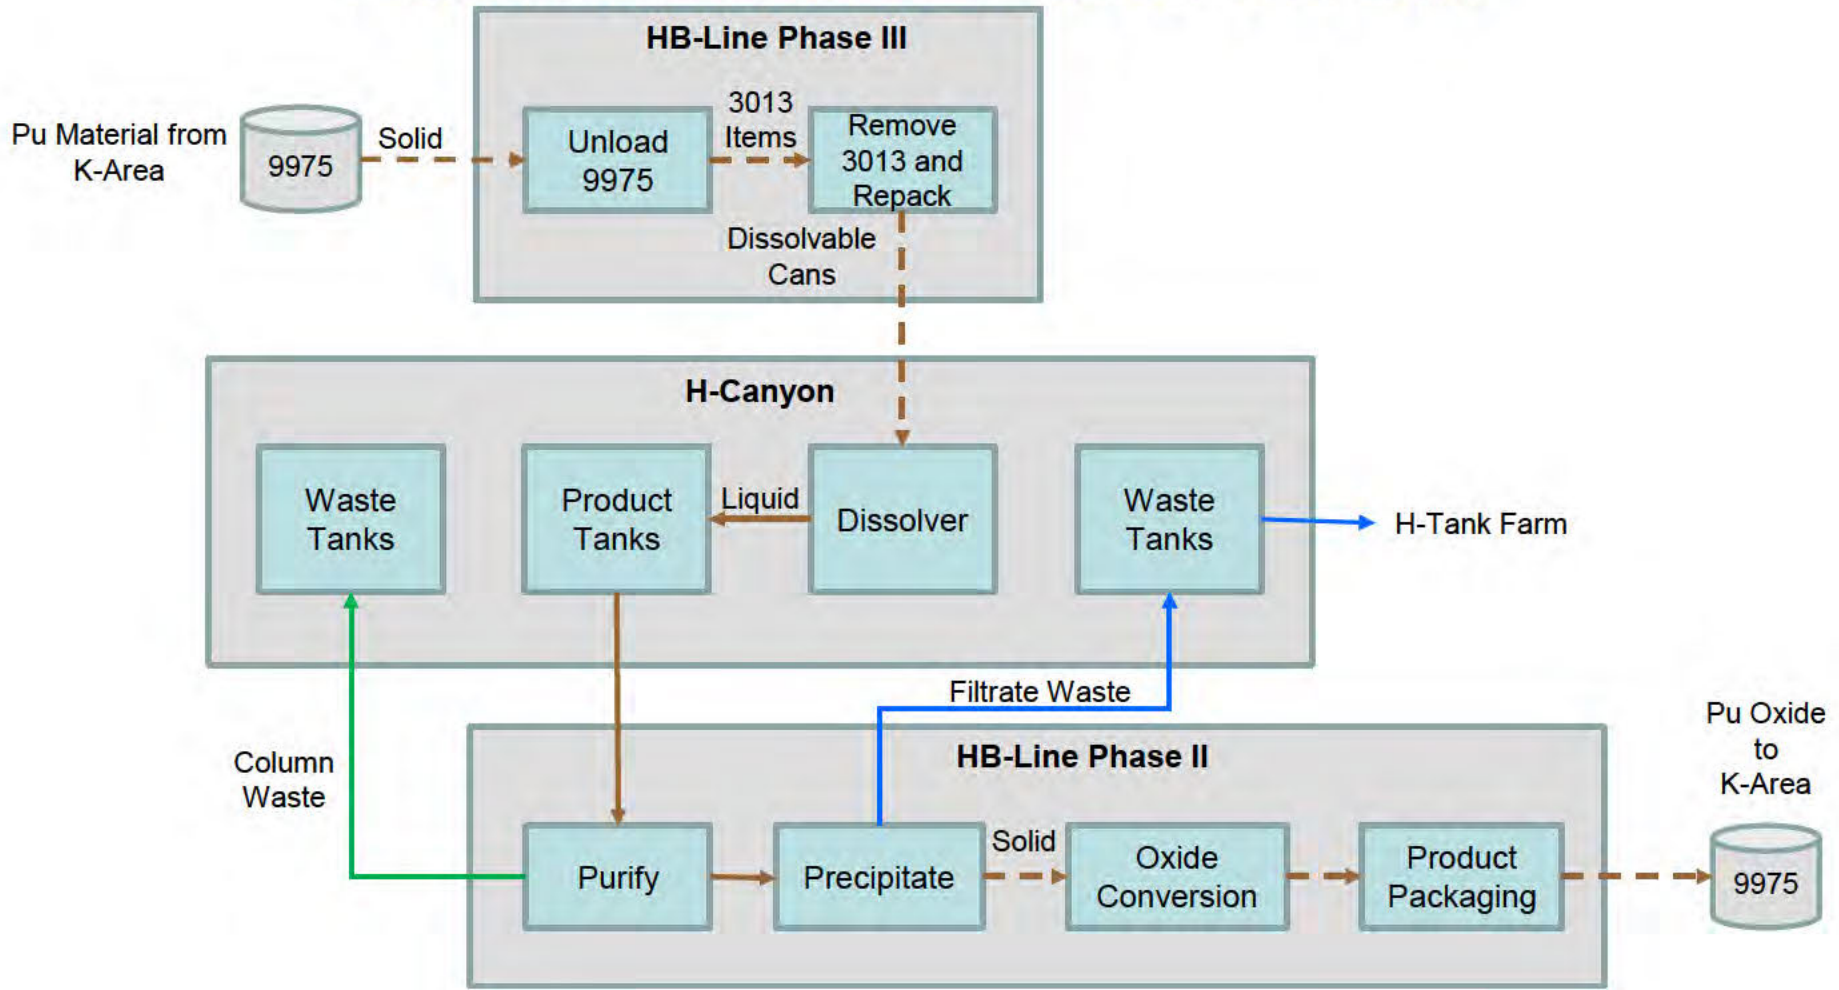 HB-Line Phase III
Pu Material from
K-Area
9975
Solid
Unload
9975
3013
Items
Remove
3013 and
Repack
Dissolvable
Cans
H-Canyon
Waste
Tanks
Product
Tanks
Liquid
Dissolver
Waste
Tanks
H-Tank Farm
Filtrate Waste
Column
Waste
HB-Line Phase II
Purify
Precipitate
Solid
Oxide
Conversion
Product
Packaging
Pu Oxide
to
K-Area
9975